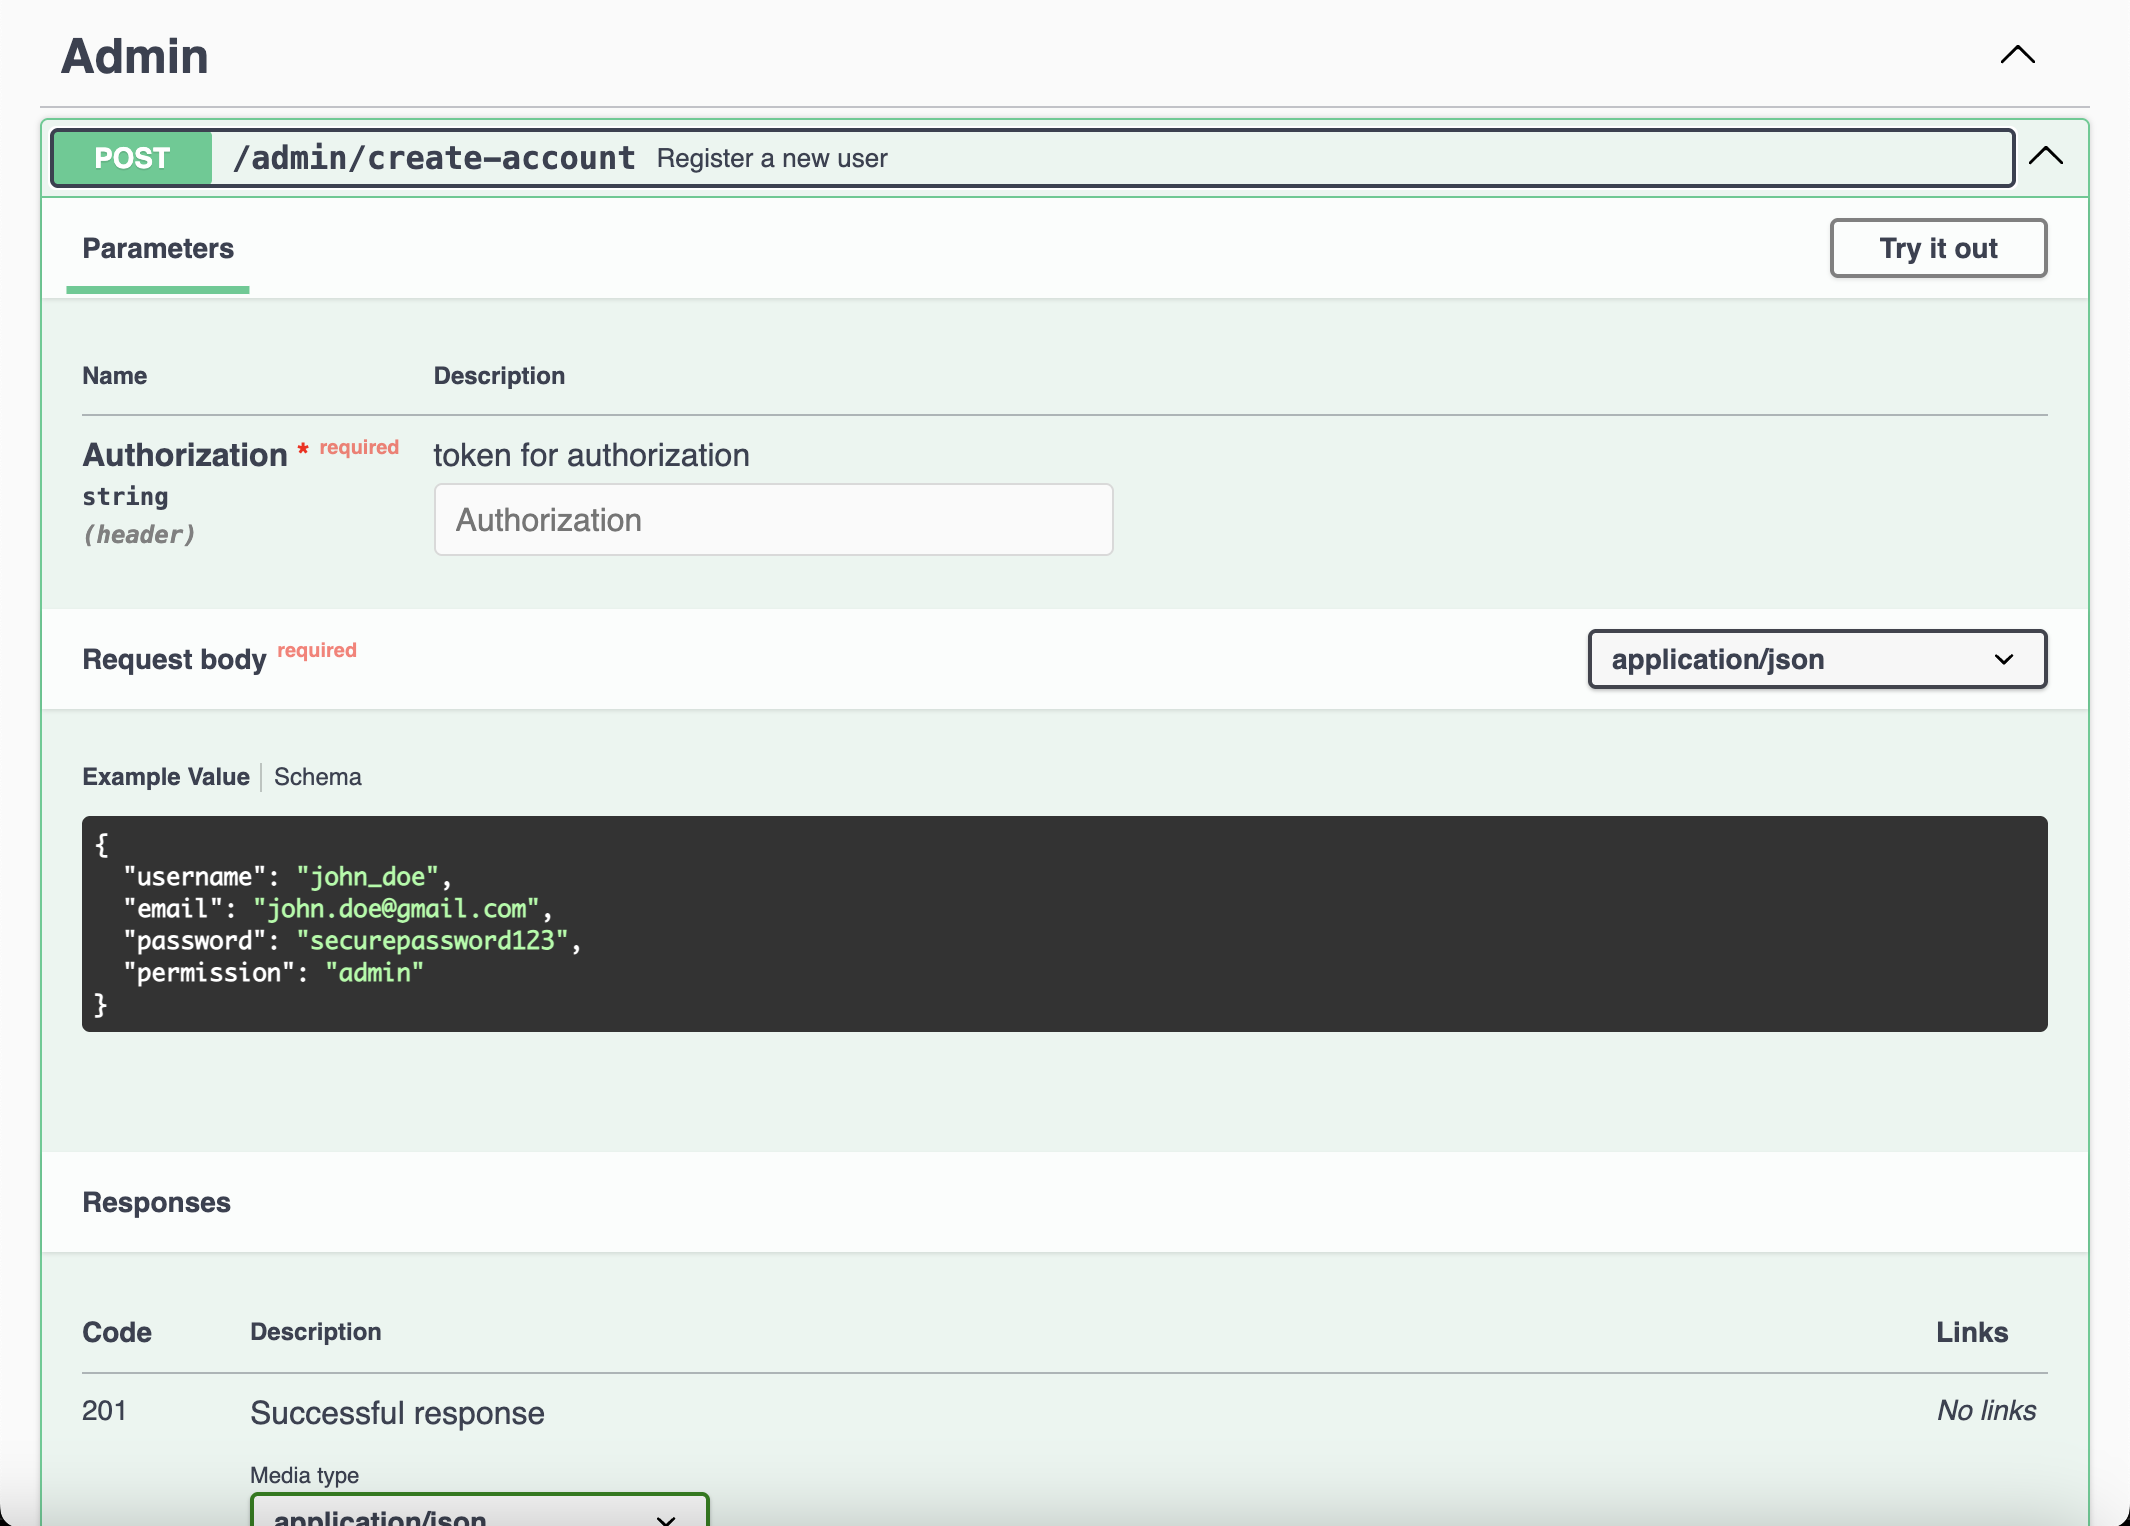 Admin
POST /admin/create-account Register a new user
Parameters Try it out
Name Description
Authorization * required token for authorization
string
(header)
Authorization
Request body required application/json
Example Value Schema
{
  "username": "john_doe",
  "email": "john.doe@gmail.com",
  "password": "securepassword123",
  "permission": "admin"
}
Responses
Code Description Links
201 Successful response No links
Media type
application/json